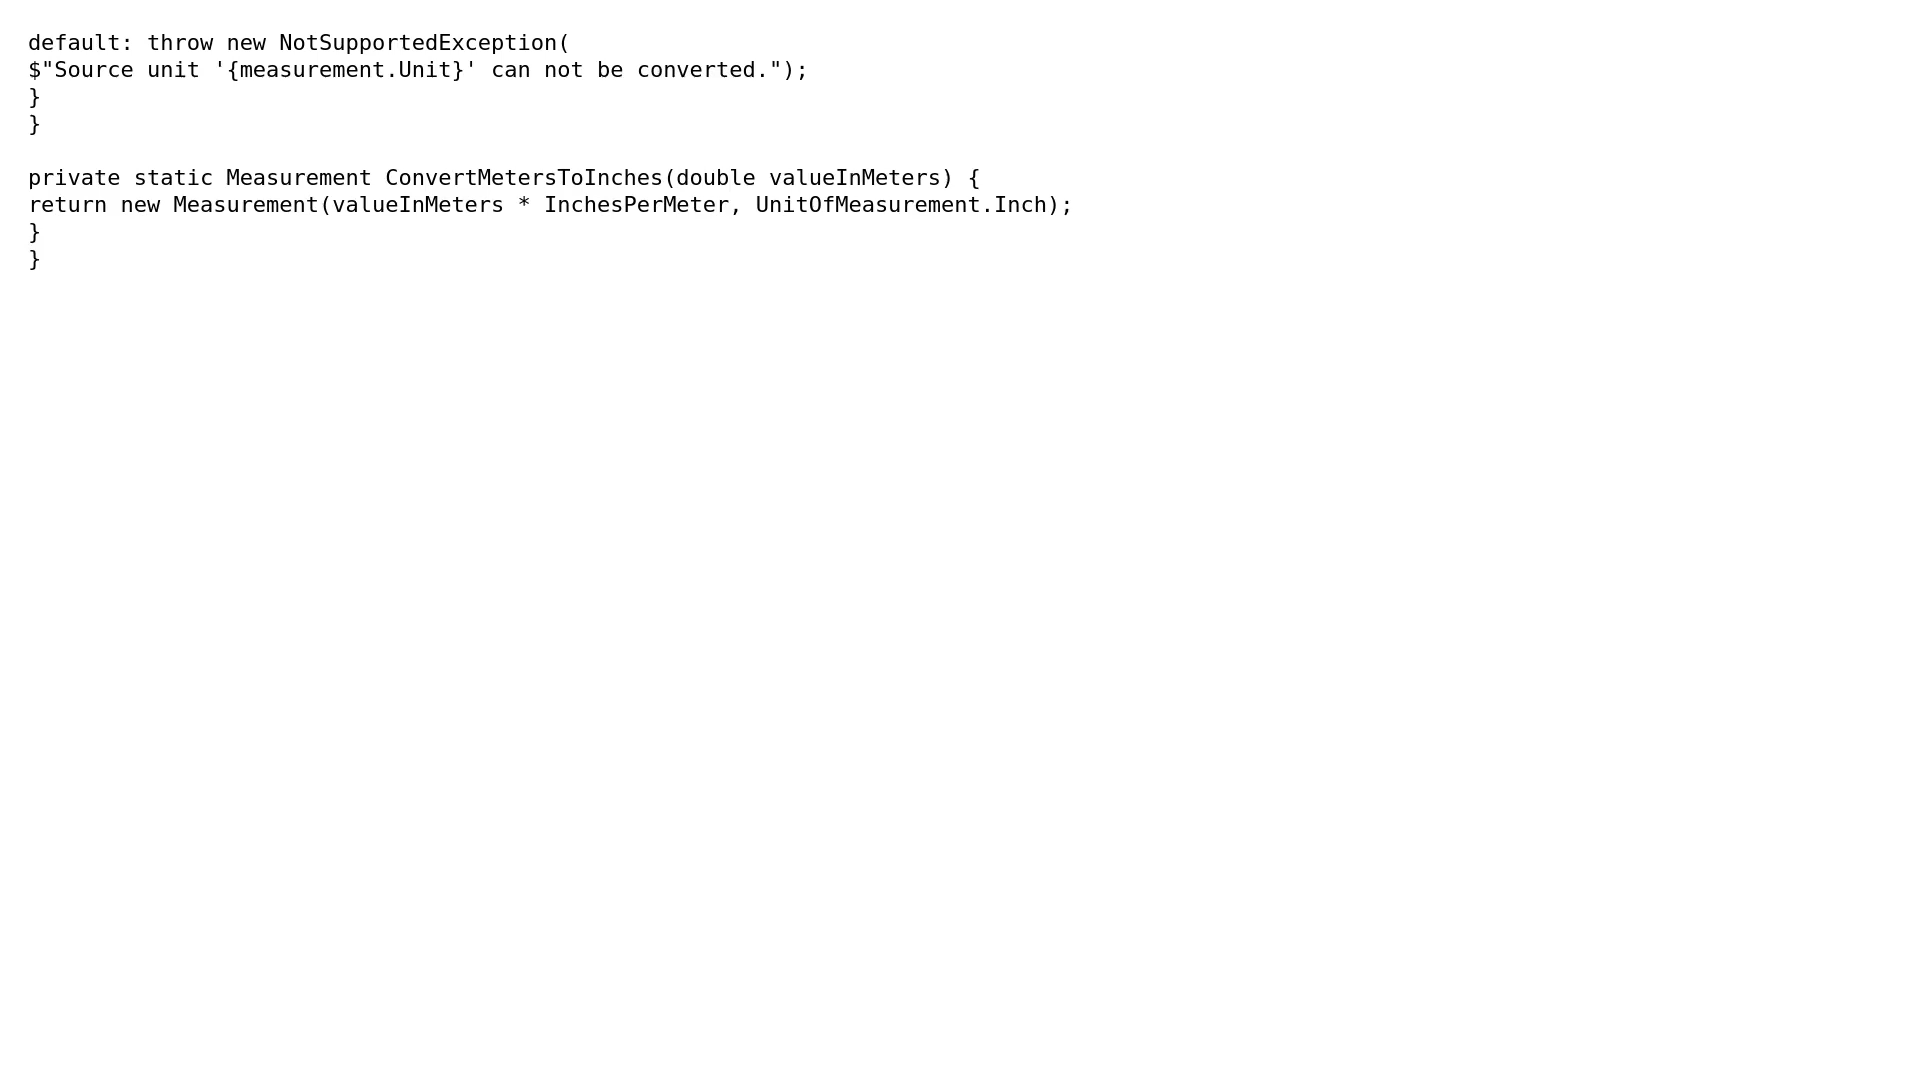 default: throw new NotSupportedException(
$"Source unit '{measurement.Unit}' can not be converted.");
}
}

private static Measurement ConvertMetersToInches(double valueInMeters) {
return new Measurement(valueInMeters * InchesPerMeter, UnitOfMeasurement.Inch);
}
}